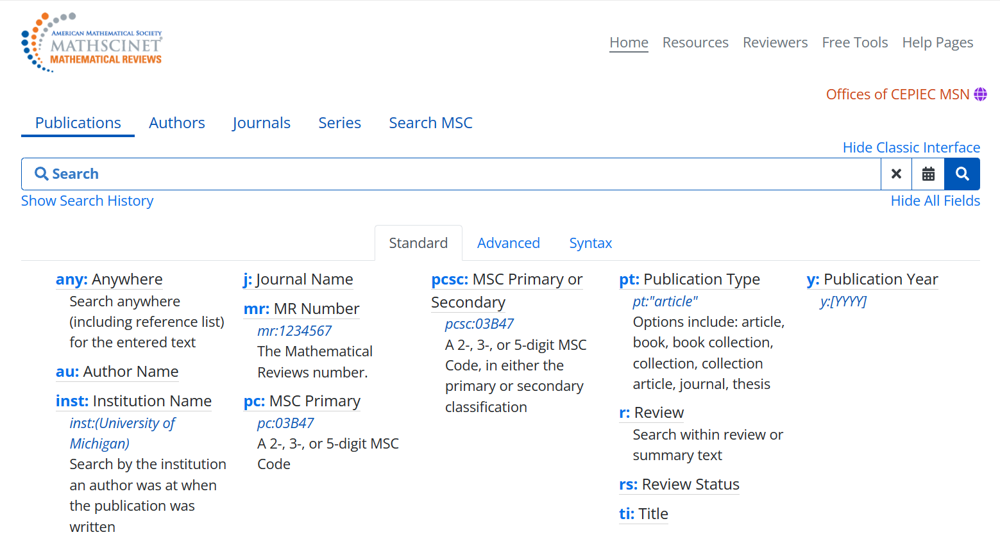 AMERICAN MATHEMATICAL SOCIETY
MATHSCINET®
MATHEMATICAL REVIEWS
Home Resources Reviewers Free Tools Help Pages
Offices of CEPIEC MSN
Publications Authors Journals Series Search MSC
Hide Classic Interface
Search
Show Search History
Hide All Fields
Standard Advanced Syntax
any: Anywhere
Search anywhere
(including reference list)
for the entered text
au: Author Name
inst: Institution Name
inst:(University of
Michigan)
Search by the institution
an author was at when
the publication was
written
j: Journal Name
mr: MR Number
mr:1234567
The Mathematical
Reviews number.
pc: MSC Primary
pc:03B47
A 2-, 3-, or 5-digit MSC
Code
pcsc: MSC Primary or
Secondary
pcsc:03B47
A 2-, 3-, or 5-digit MSC
Code, in either the
primary or secondary
classification
pt: Publication Type
pt:"article"
Options include: article,
book, book collection,
collection, collection
article, journal, thesis
r: Review
Search within review or
summary text
rs: Review Status
ti: Title
y: Publication Year
y:[YYYY]